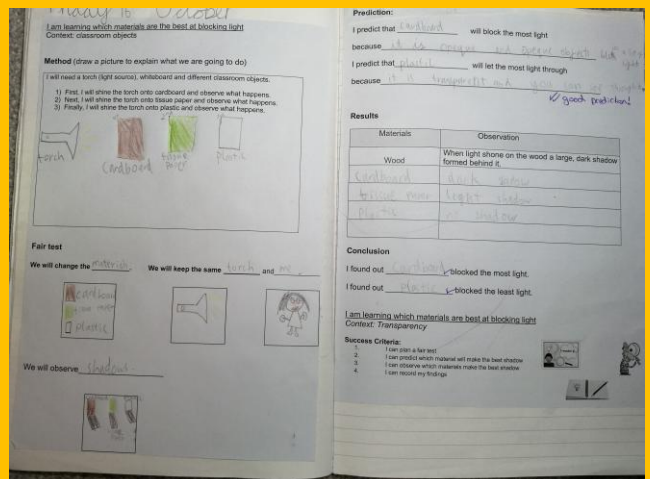 Friday 16 October
I am learning which materials are the best at blocking light
Context: classroom objects
Method (draw a picture to explain what we are going to do)
I will need a torch (light source), whiteboard and different classroom objects.
1) First, I will shine the torch onto cardboard and observe what happens.
2) Next, I will shine the torch onto tissue paper and observe what happens.
3) Finally, I will shine the torch onto plastic and observe what happens.
torch
cardboard
tissue paper
plastic
Fair test
We will change the materials
We will keep the same torch and me.
cardboard
plastic
We will observe shadows
Prediction:
I predict that cardboard will block the most light
because it is opaque and opaque objects light
I predict that plastic will let the most light through
because it is transparent and you can see through
good prediction!
Results
Materials Observation
Wood When light shone on the wood a large, dark shadow
formed behind it.
cardboard dark shadow
tissue paper light shadow
plastic no shadow
Conclusion
I found out cardboard blocked the most light.
I found out plastic blocked the least light.
I am learning which materials are best at blocking light
Context: Transparency
Success Criteria:
1. I can plan a fair test
2. I can predict which material will make the best shadow
3. I can observe which materials make the best shadow
4. I can record my findings